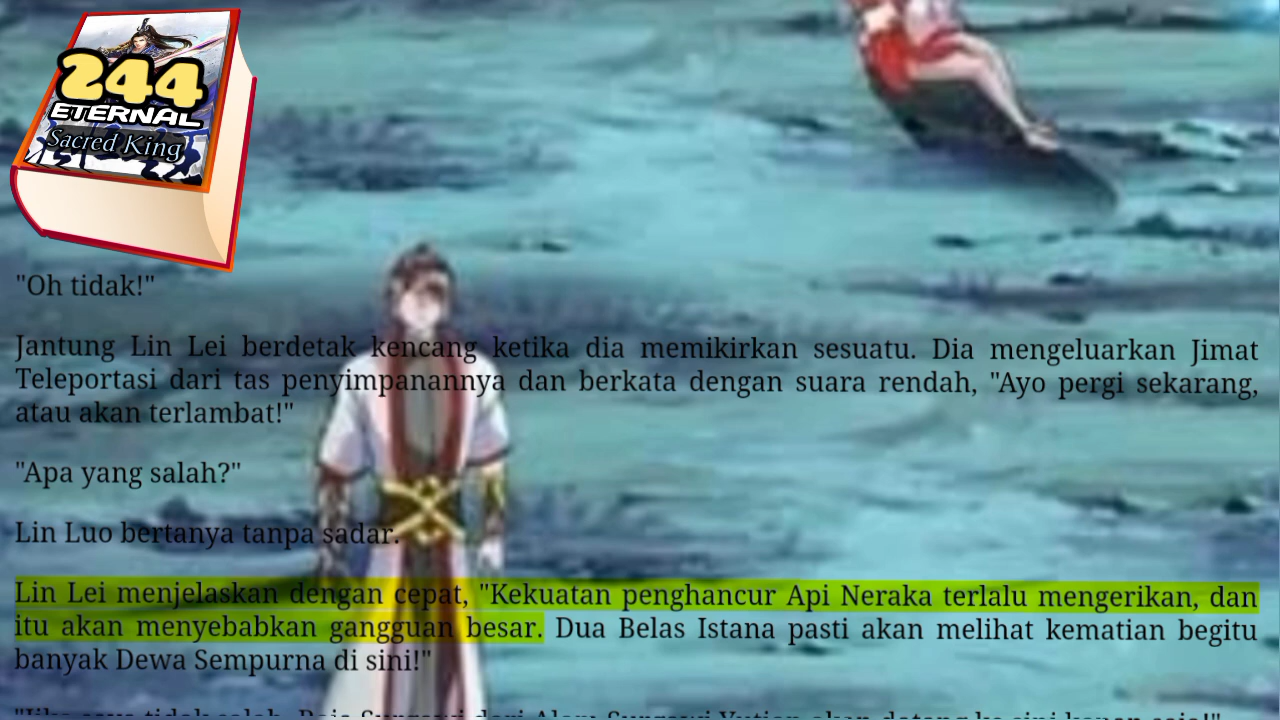 244
ETERNAL
Sacred King
"Oh tidak!"
Jantung Lin Lei berdetak kencang ketika dia memikirkan sesuatu. Dia mengeluarkan Jimat
Teleportasi dari tas penyimpanannya dan berkata dengan suara rendah, "Ayo pergi sekarang,
atau akan terlambat!"
"Apa yang salah?"
Lin Luo bertanya tanpa sadar.
Lin Lei menjelaskan dengan cepat, "Kekuatan penghancur Api Neraka terlalu mengerikan, dan
itu akan menyebabkan gangguan besar. Dua Belas Istana pasti akan melihat kematian begitu
banyak Dewa Sempurna di sini!"